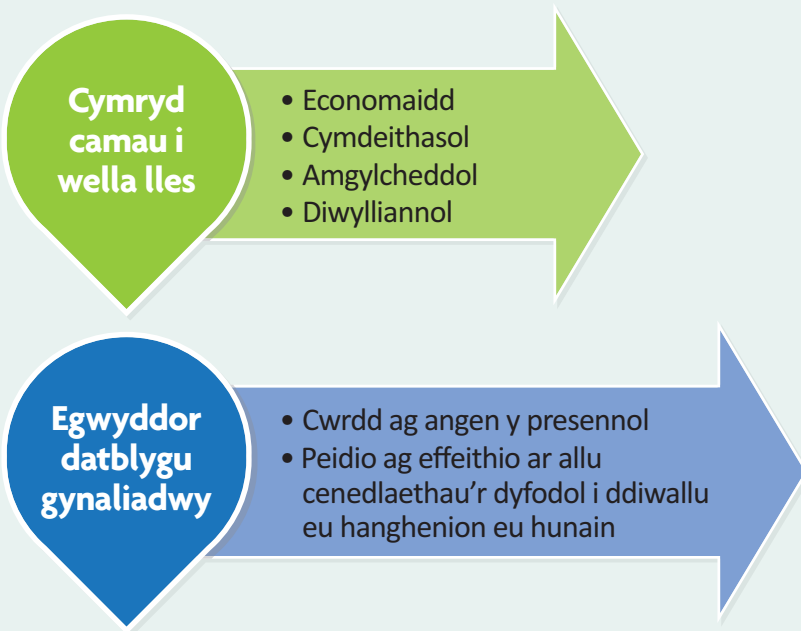 Cymryd
camau i
wella lles
• Economaidd
• Cymdeithasol
• Amgylcheddol
• Diwylliannol
Egwyddor
datblygu
gynaliadwy
• Cwrdd ag angen y presennol
• Peidio ag effeithio ar allu
cenedlaethau’r dyfodol i ddiwallu
eu hanghenion eu hunain